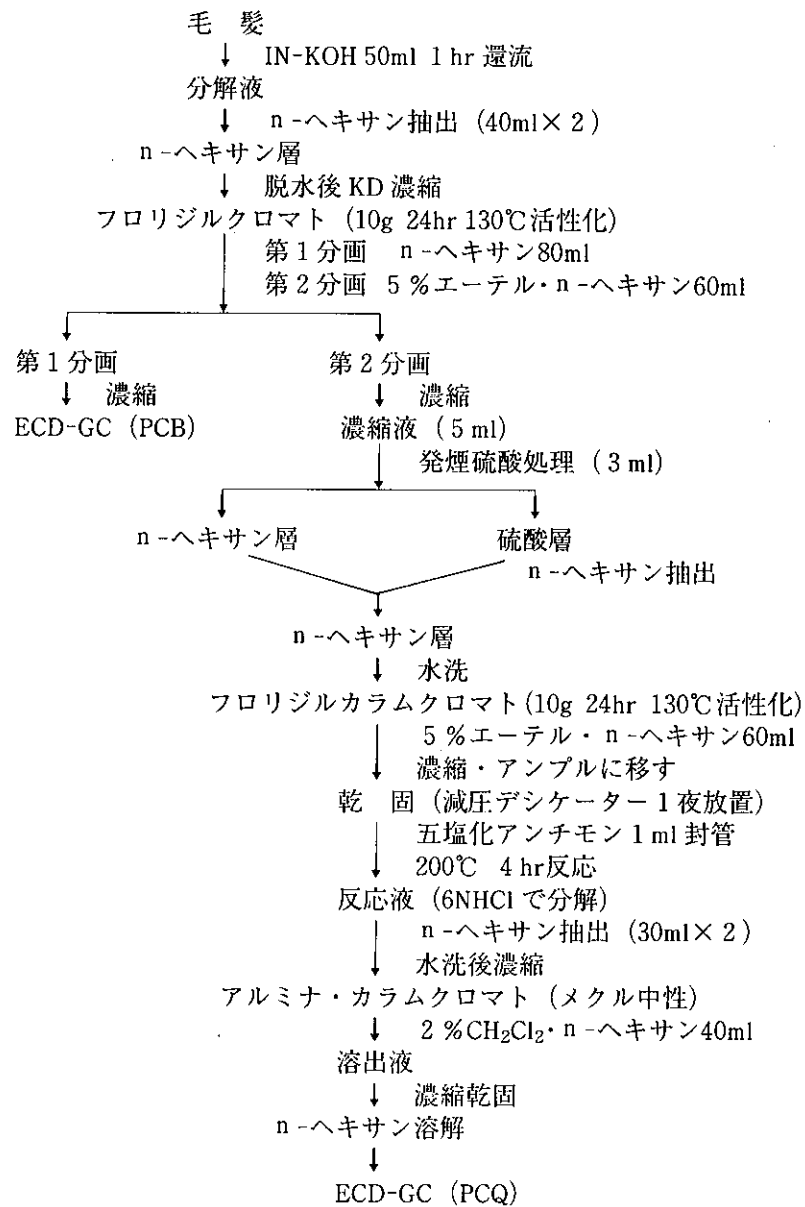 毛 髪
IN-KOH 50ml 1 hr 還流
分解液
n-ヘキサン抽出 (40ml×2)
n-ヘキサン層
脱水後 KD 濃縮
フロリジルクロマト (10g 24hr 130℃活性化)
第1分画 n-ヘキサン80ml
第2分画 5%エーテル・n-ヘキサン60ml
第1分画 第2分画
濃縮 濃縮
ECD-GC (PCB) 濃縮液 (5ml)
発煙硫酸処理 (3ml)
n-ヘキサン層 硫酸層
n-ヘキサン抽出
n-ヘキサン層
水洗
フロリジルカラムクロマト(10g 24hr 130℃活性化)
5%エーテル・n-ヘキサン60ml
濃縮・アンプルに移す
乾 固 (減圧デシケーター1夜放置)
五塩化アンチモン1ml封管
200℃ 4hr反応
反応液 (6NHClで分解)
n-ヘキサン抽出 (30ml×2)
水洗後濃縮
アルミナ・カラムクロマト (メクル中性)
2%CH₂Cl₂・n-ヘキサン40ml
溶出液
濃縮乾固
n-ヘキサン溶解
ECD-GC (PCQ)